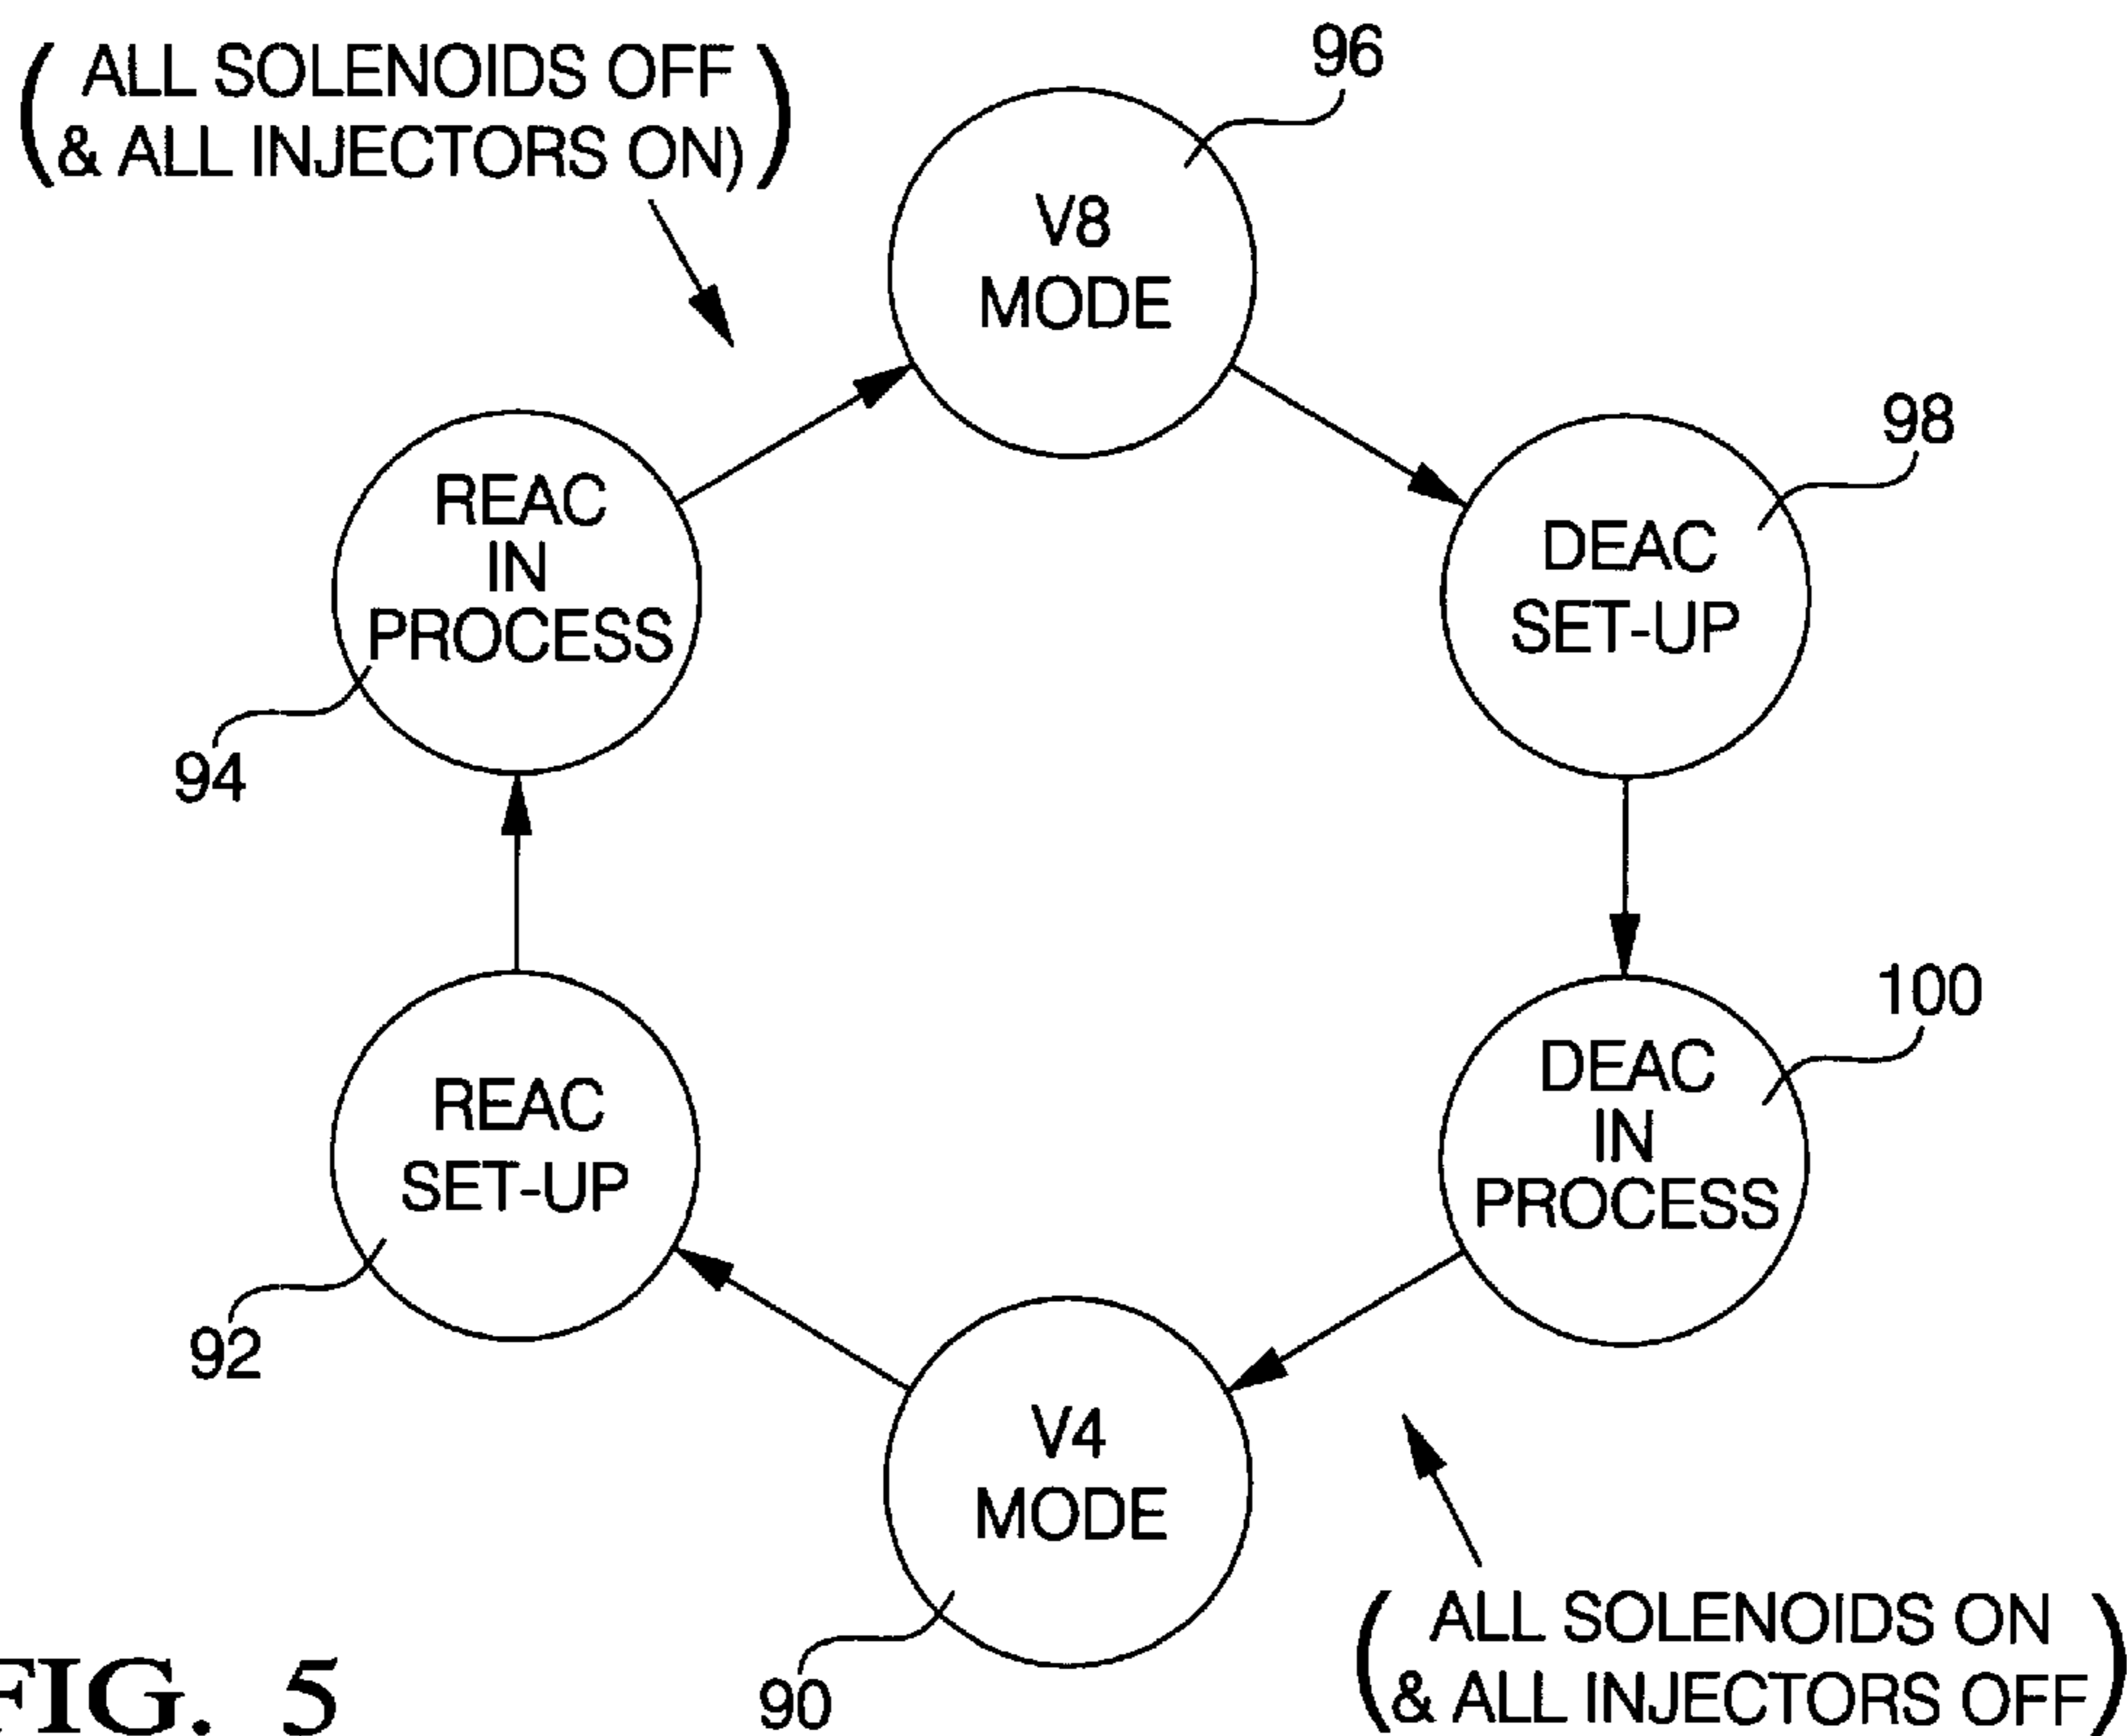 ( ALL SOLENOIDS OFF
& ALL INJECTORS ON) )
96
V8
MODE
98
REAC
IN
PROCESS
DEAC
SET-UP
94
100
REAC
SET-UP
DEAC
IN
PROCESS
92
V4
MODE
90
( ALL SOLENOIDS ON
& ALL INJECTORS OFF )
FIG. 5